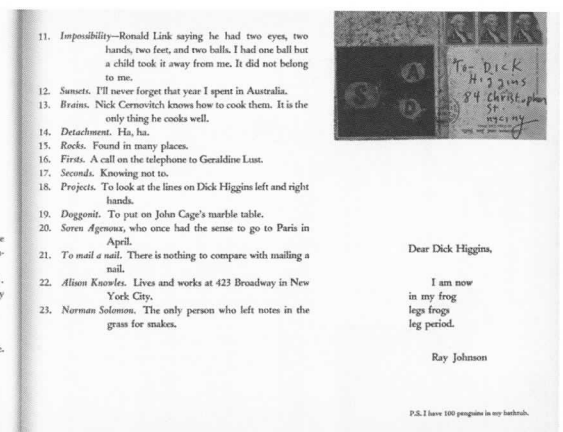 11. Impossibility—Ronald Link saying he had two eyes, two
hands, two feet, and two balls. I had one ball but
a child took it away from me. It did not belong
to me.
12. Sunsets. I'll never forget that year I spent in Australia.
13. Brains. Nick Cernovitch knows how to cook them. It is the
only thing he cooks well.
14. Detachment. Ha, ha.
15. Rocks. Found in many places.
16. Firsts. A call on the telephone to Geraldine Lust.
17. Seconds. Knowing not to.
18. Projects. To look at the lines on Dick Higgins left and right
hands.
19. Doggonit. To put on John Cage's marble table.
20. Soren Agenoux, who once had the sense to go to Paris in
April.
21. To mail a nail. There is nothing to compare with mailing a
nail.
22. Alison Knowles. Lives and works at 423 Broadway in New
York City.
23. Norman Solomon. The only person who left notes in the
grass for snakes.
S A D
To- Dick
Higgins
84 Christopher
St.
nyc, ny
Dear Dick Higgins,
I am now
in my frog
legs frogs
leg period.
Ray Johnson
P.S. I have 100 penguins in my bathtub.